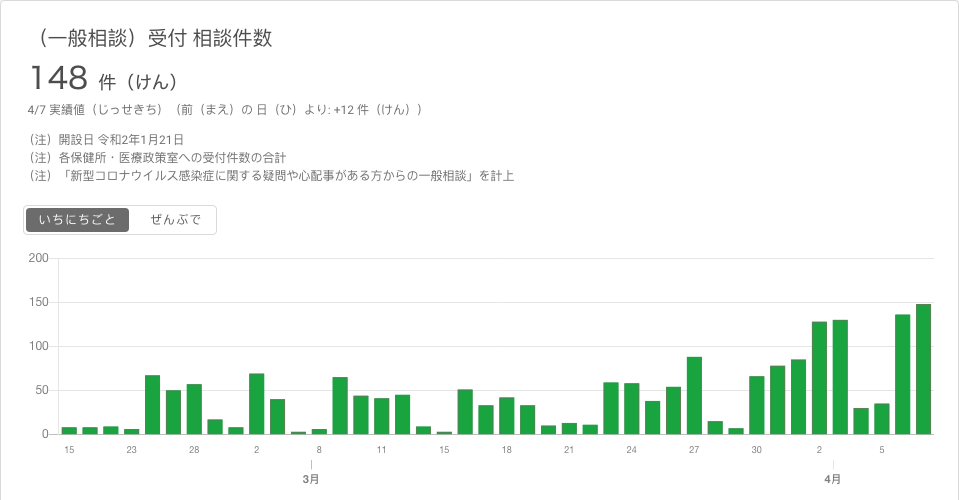 （一般相談）受付 相談件数
148 件（けん）
4/7 実績値（じっせきち）（前（まえ）の 日（ひ）より: +12 件（けん））
（注）開設日 令和2年1月21日
（注）各保健所・医療政策室への受付件数の合計
（注）「新型コロナウイルス感染症に関する疑問や心配事がある方からの一般相談」を計上
いちにちごと ぜんぶで
200
150
100
50
0
15 23 28 2 8 11 15 18 21 24 27 30 2 5
3月 4月